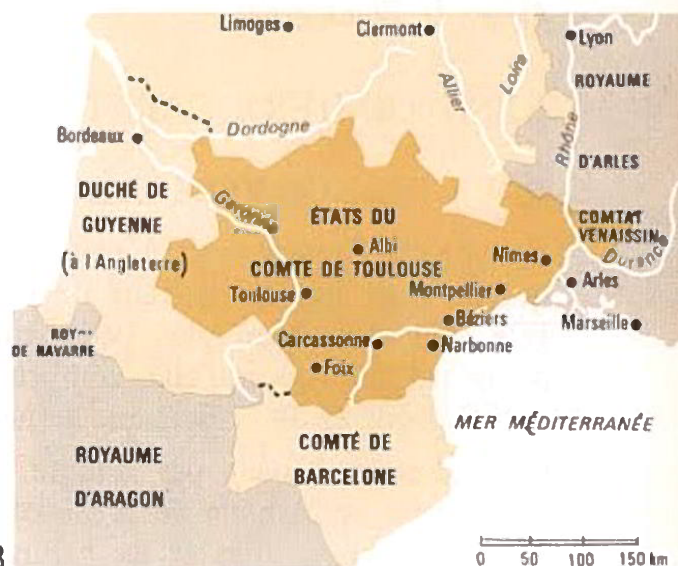 Limoges
Clermont
Lyon
Allier
Loire
ROYAUME
Rhône
Dordogne
Bordeaux
D'ARLES
DUCHÉ DE
GUYENNE
(à l'Angleterre)
ÉTATS DU
COMTAT
VENAISSIN
Albi
Nîmes
Durance
COMTE DE TOULOUSE
Toulouse
Montpellier
Arles
Béziers
Marseille
ROYme
DE NAVARRE
Carcassonne
Narbonne
Foix
MER MÉDITERRANÉE
ROYAUME
D'ARAGON
COMTÉ DE
BARCELONE
0 50 100 150 km